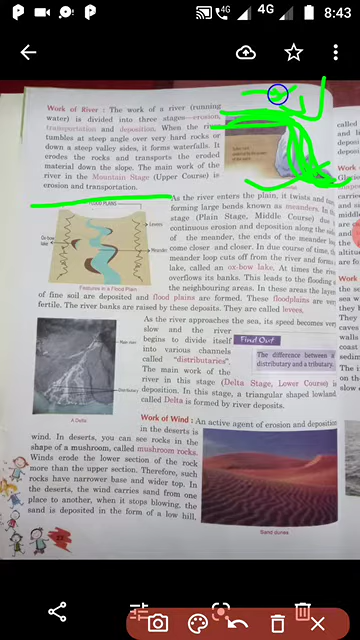 4G
4G
8:43
Work of River : The work of a river (running
water) is divided into three stages—erosion,
transportation and deposition. When the river
tumbles at steep angle over very hard rocks or
down a steep valley sides, it forms waterfalls. It
erodes the rocks and transports the eroded
material down the slope. The main work of the
river in the Mountain Stage (Upper Course) is
erosion and transportation.
FLOOD PLAINS
Levees
Ox-bow
lake
Meander
Features in a Flood Plain
As the river enters the plain, it twists and
forming large bends known as meanders. In
stage (Plain Stage, Middle Course) due
continuous erosion and deposition along the
of the meander, the ends of the meander
come closer and closer. In due course of time,
meander loop cuts off from the river and forms
lake, called an ox-bow lake. At times the river
overflows its banks. This leads to the flooding
the neighbouring areas. In these areas the layer
of fine soil are deposited and flood plains are formed. These floodplains are very
fertile. The river banks are raised by these deposits. They are called levees.
As the river approaches the sea, its speed becomes very
slow and the river
begins to divide itself
into various channels
called "distributaries".
The main work of the
Find Out
The difference between a
distributary and a tributary.
river in this stage (Delta Stage, Lower Course) is
deposition. In this stage, a triangular shaped lowland
called Delta is formed by river deposits.
Main river
Distributary
A Delta
Work of Wind : An active agent of erosion and deposition
in the deserts is
wind. In deserts, you can see rocks in the
shape of a mushroom, called mushroom rocks.
Winds erode the lower section of the rock
more than the upper section. Therefore, such
rocks have narrower base and wider top. In
the deserts, the wind carries sand from one
place to another, when it stops blowing, the
sand is deposited in the form of a low hill,
Sand dunes